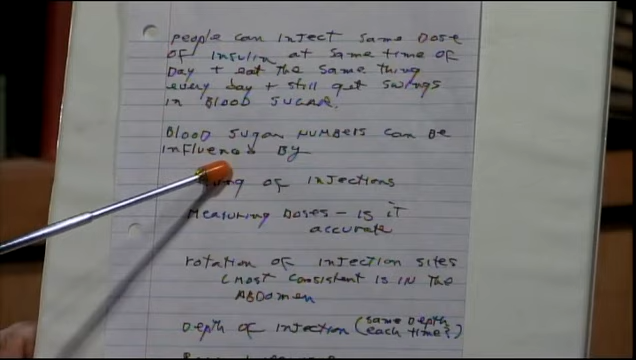 People can inject same dose
of insulin at same time of
day + eat the same thing
every day + still get swings
in blood sugar.
Blood sugar numbers can be
influenced by
of injections
Measuring doses - is it
accurate
rotation of injection sites
(most consistent is in the
abdomen
Depth of injection (same depth
each time?)